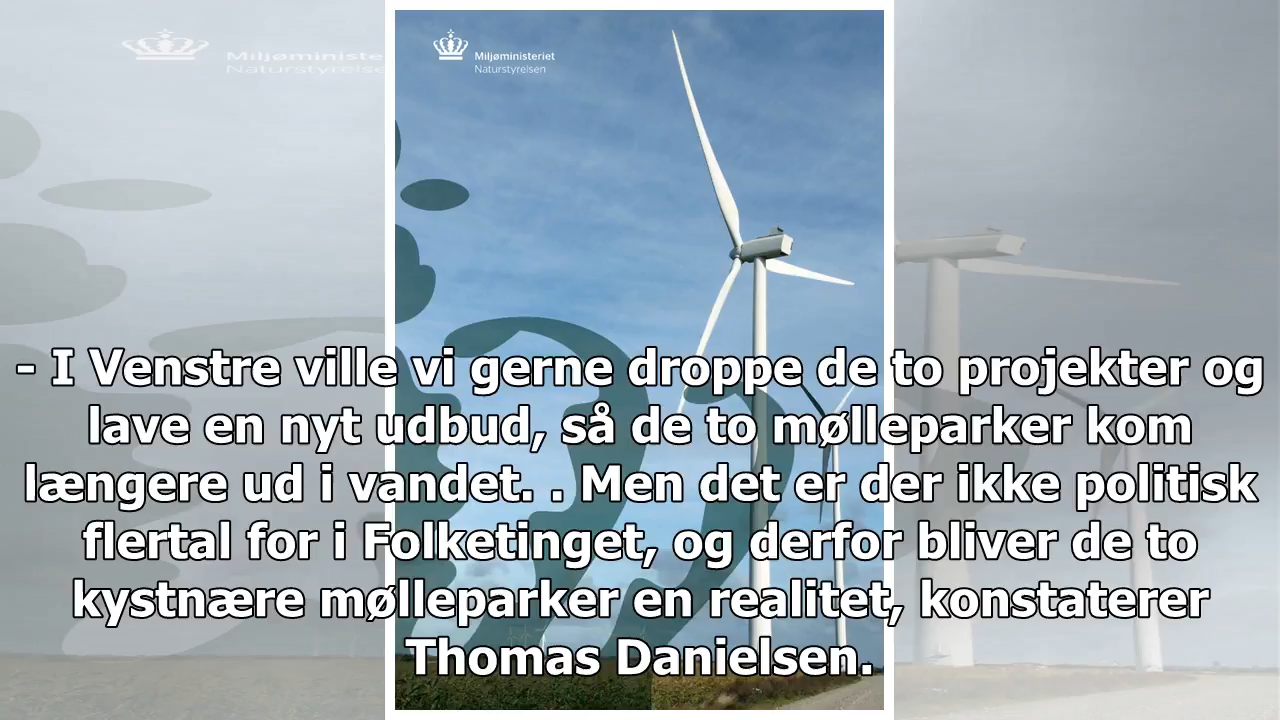 Miljøministeriet
Naturstyrelsen
Miljøministe
Naturstyrelse
- I Venstre ville vi gerne droppe de to projekter og
lave en nyt udbud, så de to mølleparker kom
længere ud i vandet. . Men det er der ikke politisk
flertal for i Folketinget, og derfor bliver de to
kystnære mølleparker en realitet, konstaterer
Thomas Danielsen.